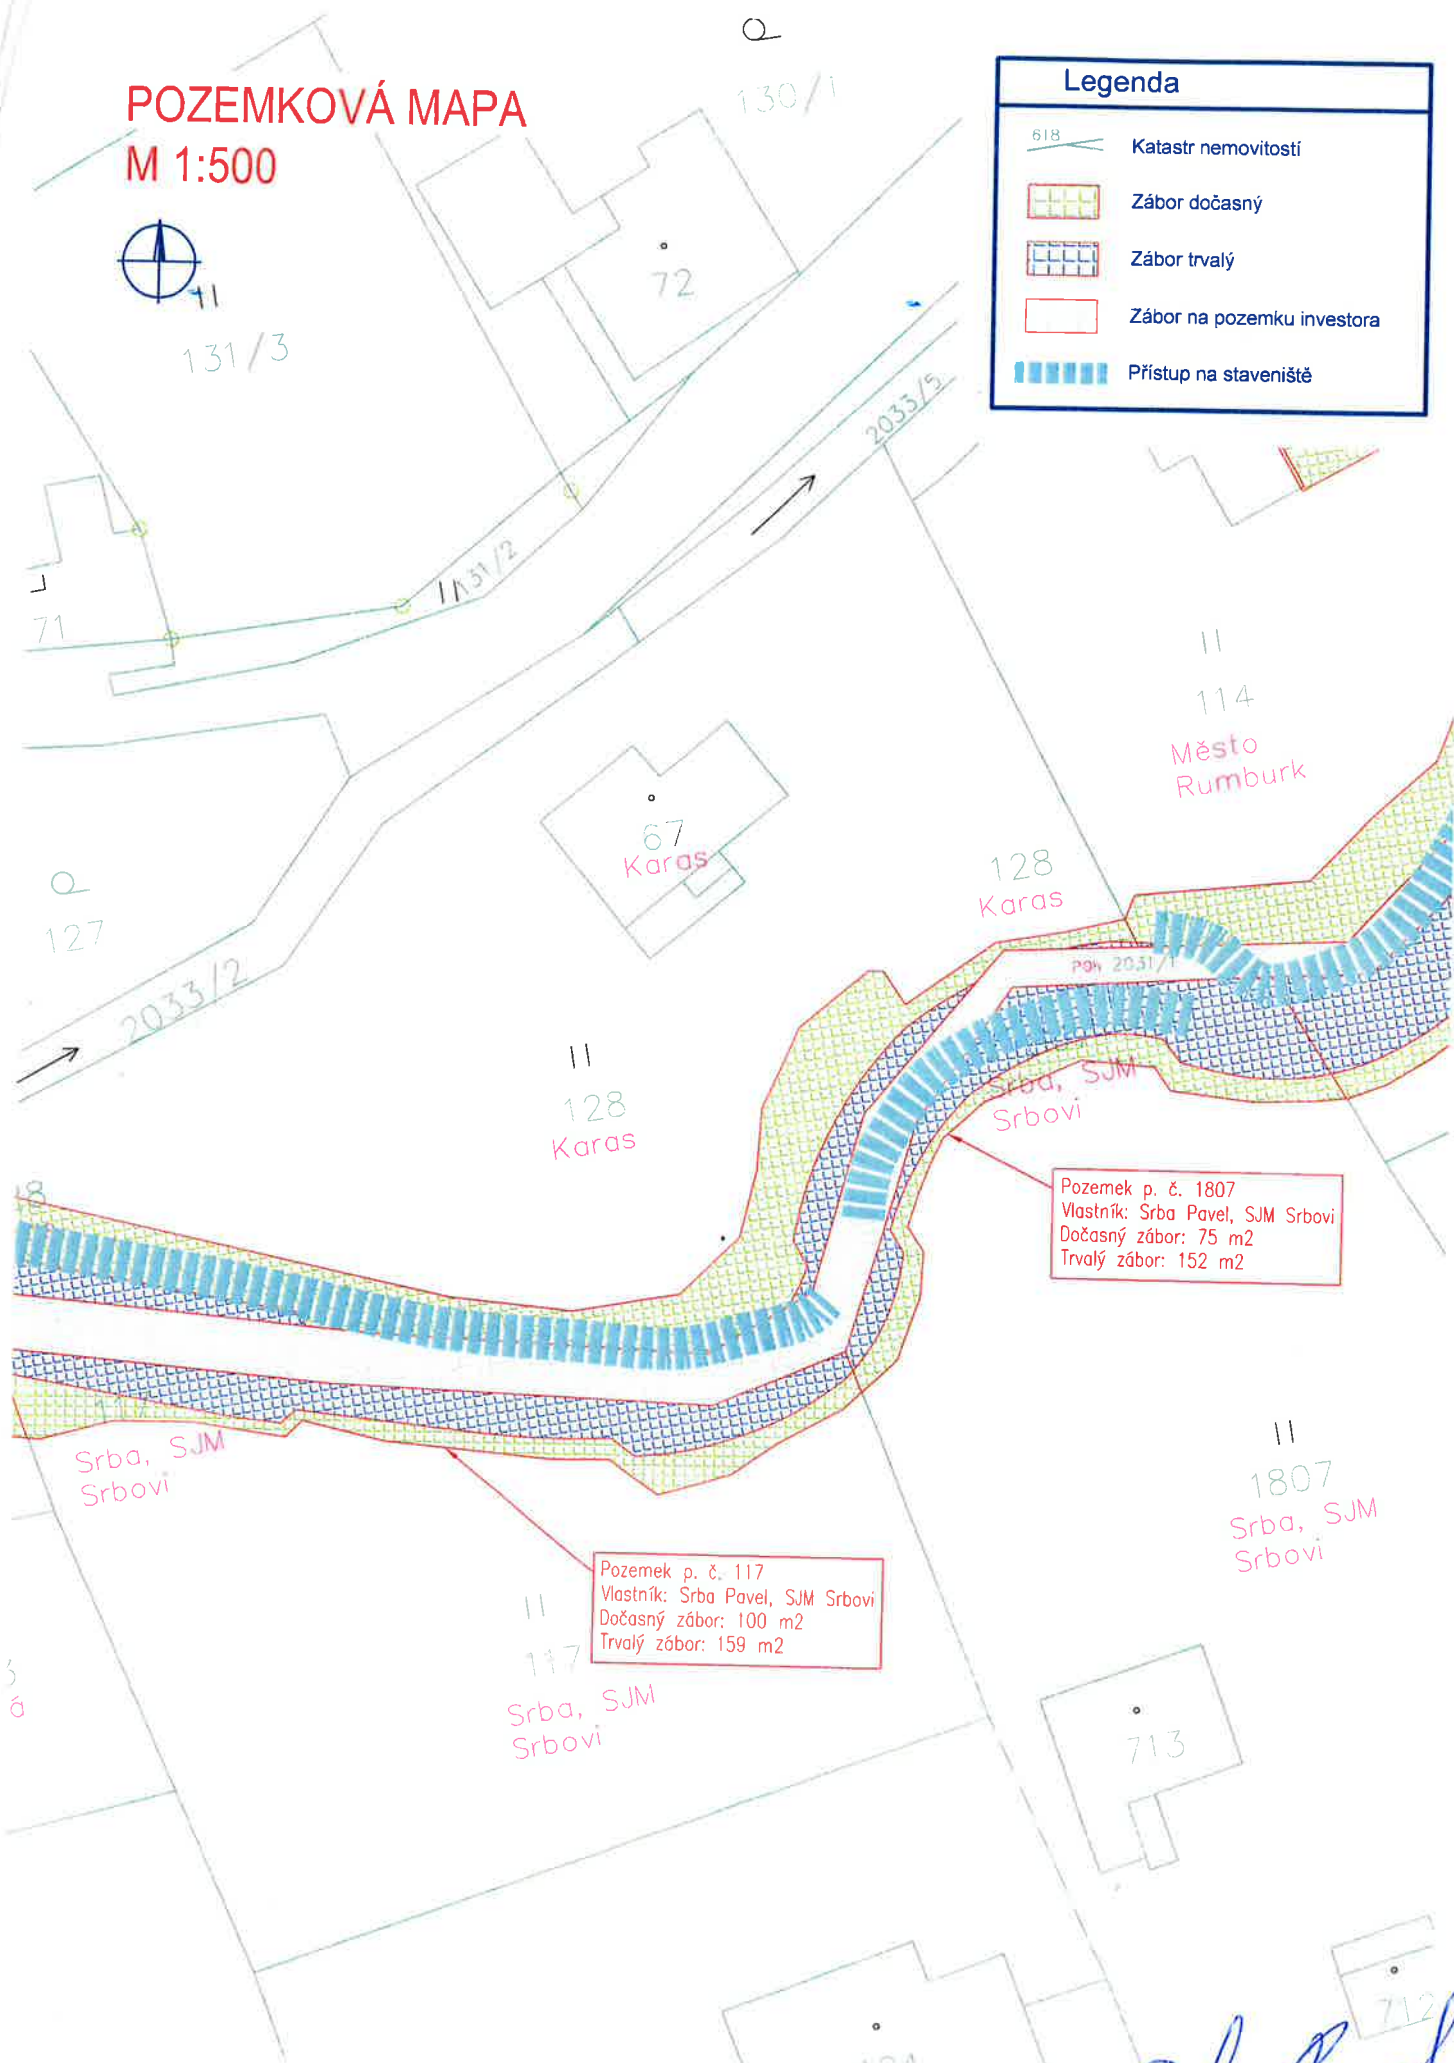 POZEMKOVÁ MAPA
M 1:500
Legenda
618
Katastr nemovitostí
Zábor dočasný
Zábor trvalý
Zábor na pozemku investora
Přístup na staveniště
130/1
72
131/3
2033/5
131/2
71
114
Město
Rumburk
67
Karas
128
Karas
127
2033/2
2031/1
128
Karas
Srba, SJM
Srbovi
Pozemek p. č. 1807
Vlastník: Srba Pavel, SJM Srbovi
Dočasný zábor: 75 m2
Trvalý zábor: 152 m2
Srba, SJM
Srbovi
1807
Srba, SJM
Srbovi
Pozemek p. č. 117
Vlastník: Srba Pavel, SJM Srbovi
Dočasný zábor: 100 m2
Trvalý zábor: 159 m2
117
Srba, SJM
Srbovi
713
712